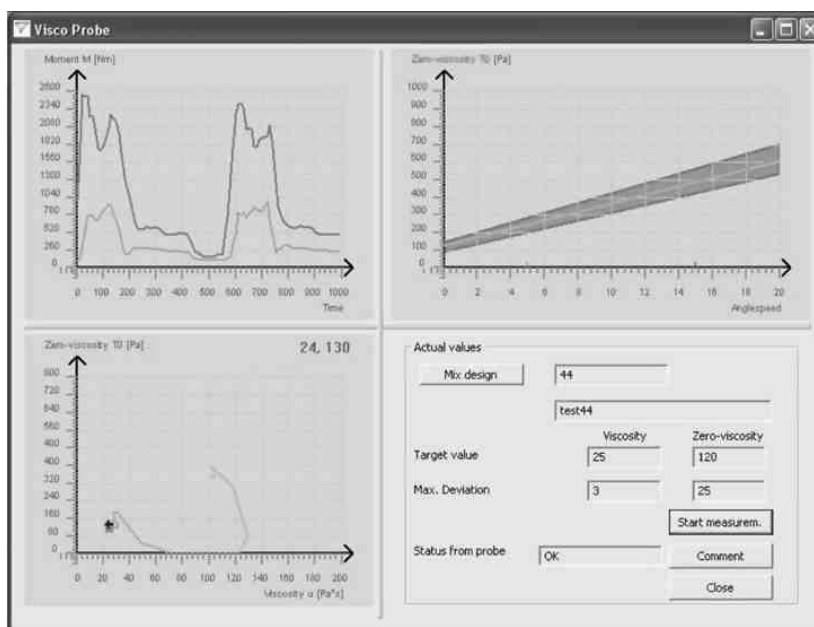 Visco Probe
Moment M [Nm]
2600
2340
2080
1820
1560
1300
1040
780
520
260
0
0 100 200 300 400 500 600 700 800 900 1000
Time
Zero-viscosity T0 [Pa]
1000
900
800
700
600
500
400
300
200
100
0
0 2 4 6 8 10 12 14 16 18 20
Anglespeed
Zero-viscosity T0 [Pa]
24, 130
800
720
640
560
480
400
320
240
160
80
0
0 20 40 60 80 100 120 140 160 180 200
Viscosity u [Pa*s]
Actual values
Mix design 44
test44
Viscosity Zero-viscosity
Target value 25 120
Max. Deviation 3 25
Start measurem.
Status from probe OK Comment
Close